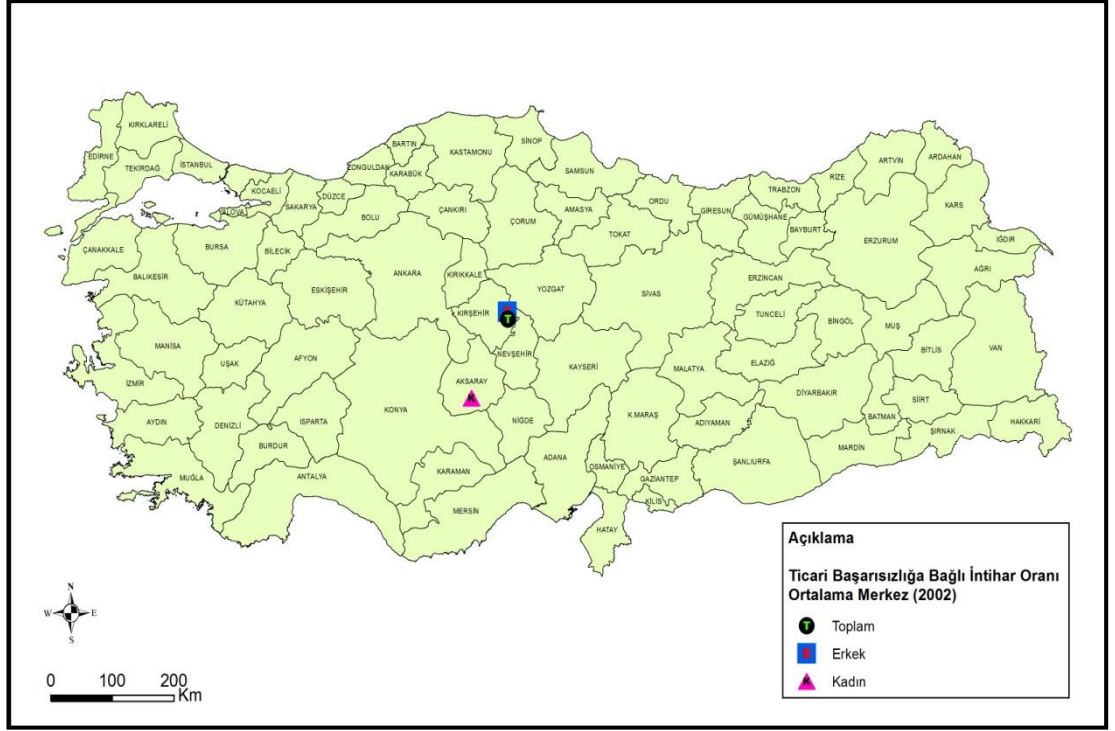 KIRKLARELİ
EDİRNE
TEKİRDAĞ
İSTANBUL
KOCAELİ
YALOVA
SAKARYA
DÜZCE
ZONGULDAK
BARTIN
KARABÜK
KASTAMONU
SİNOP
SAMSUN
BOLU
ÇANKIRI
ÇORUM
AMASYA
TOKAT
ORDU
GİRESUN
TRABZON
GÜMÜŞHANE
BAYBURT
RİZE
ARTVİN
ARDAHAN
KARS
IĞDIR
AĞRI
ERZURUM
ERZİNCAN
ÇANAKKALE
BALIKESİR
BURSA
BİLECİK
KÜTAHYA
ESKİŞEHİR
ANKARA
KIRIKKALE
KIRŞEHİR
YOZGAT
SİVAS
TUNCELİ
BİNGÖL
MUŞ
BİTLİS
VAN
MANİSA
UŞAK
AFYON
NEVŞEHİR
KAYSERİ
MALATYA
ELAZIĞ
DİYARBAKIR
BATMAN
SİİRT
ŞIRNAK
HAKKARİ
İZMİR
AYDIN
DENİZLİ
ISPARTA
BURDUR
KONYA
AKSARAY
NİĞDE
K.MARAŞ
ADIYAMAN
ŞANLIURFA
MARDİN
MUĞLA
ANTALYA
KARAMAN
MERSİN
ADANA
OSMANİYE
GAZİANTEP
KİLİS
HATAY
T
K
Açıklama
Ticari Başarısızlığa Bağlı İntihar Oranı
Ortalama Merkez (2002)
T Toplam
E Erkek
K Kadın
N
W E
S
0 100 200
Km